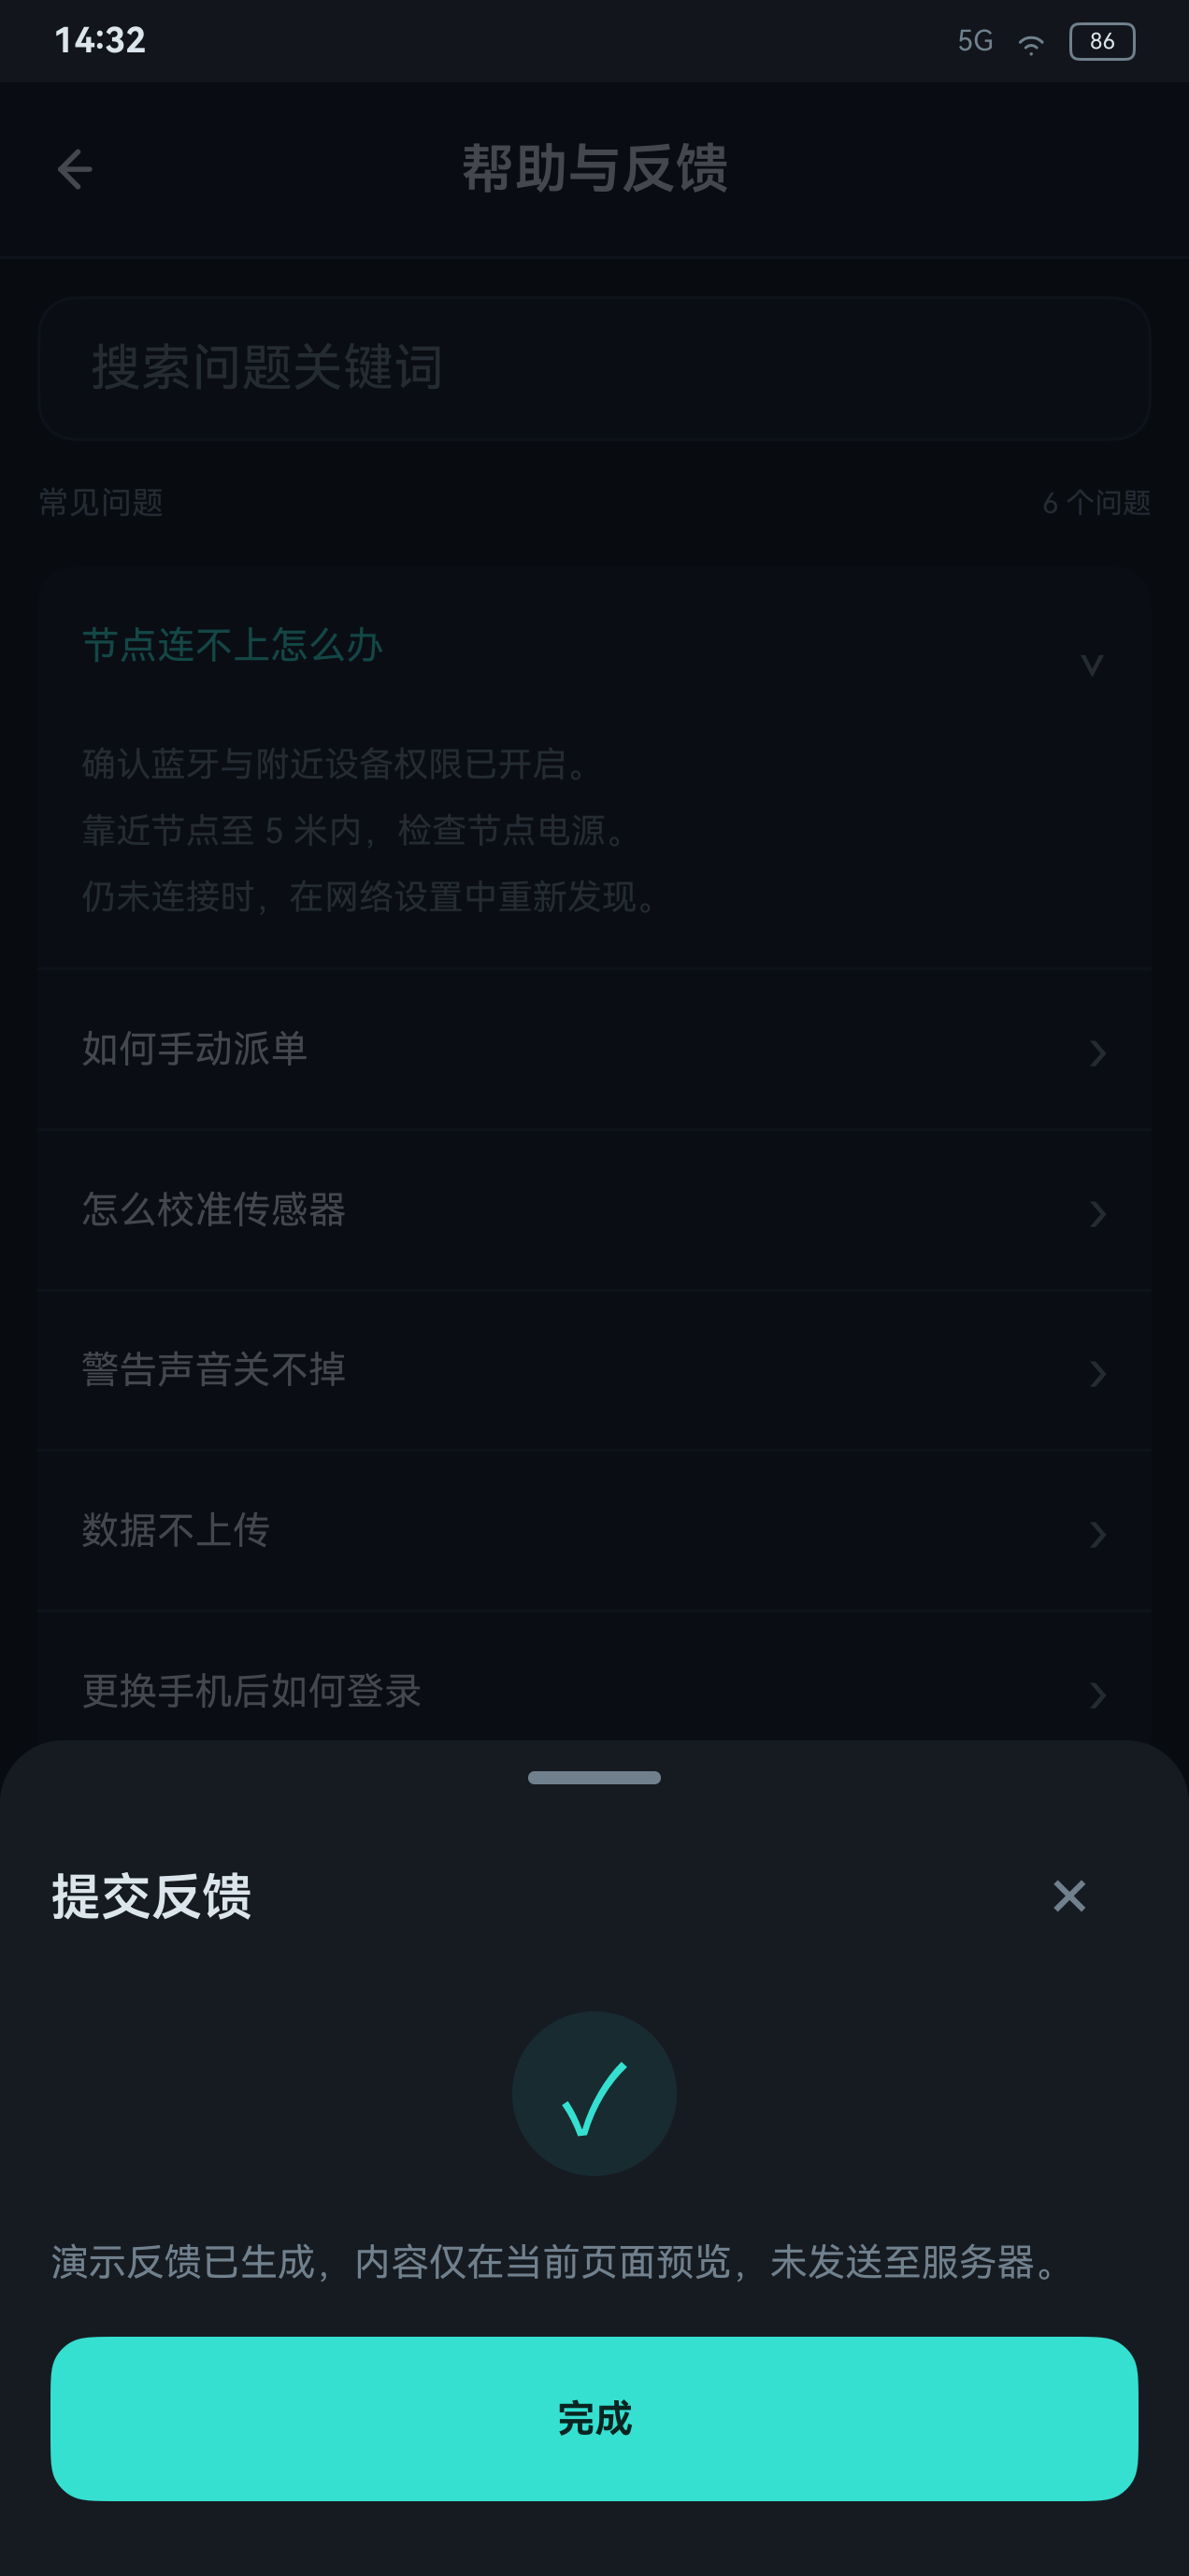 14:32
5G
86
帮助与反馈
搜索问题关键词
常见问题
6 个问题
节点连不上怎么办
确认蓝牙与附近设备权限已开启。
靠近节点至 5 米内，检查节点电源。
仍未连接时，在网络设置中重新发现。
如何手动派单
怎么校准传感器
警告声音关不掉
数据不上传
更换手机后如何登录
提交反馈
演示反馈已生成，内容仅在当前页面预览，未发送至服务器。
完成